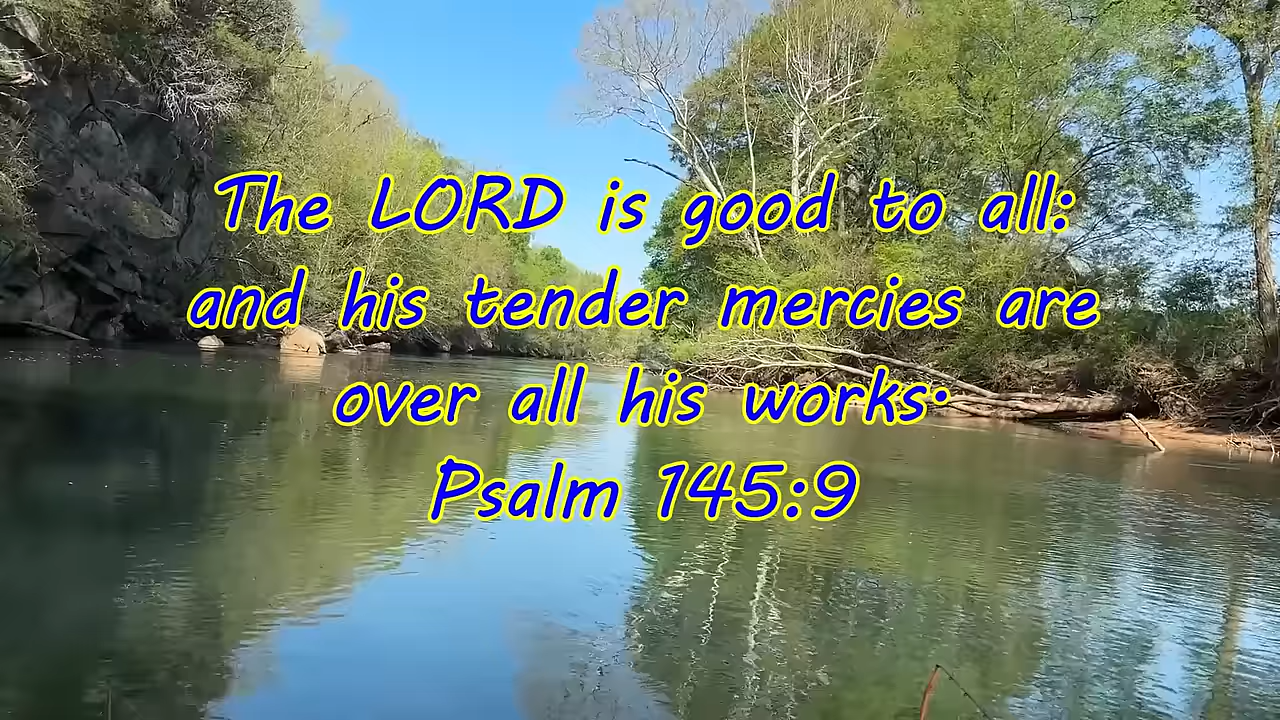 The LORD is good to all:
and his tender mercies are
over all his works.
Psalm 145:9